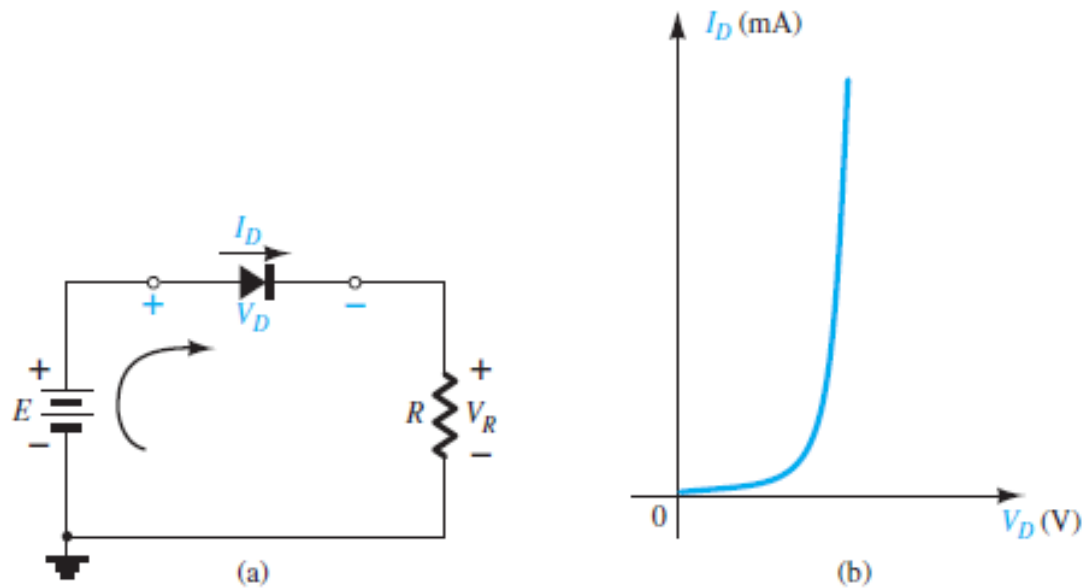 I_D (mA)
I_D
+ V_D −
+
E
−
+
R V_R
−
0
V_D (V)
(a)
(b)